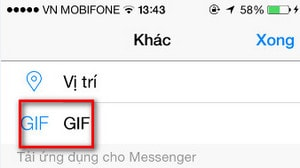 VN MOBIFONE 13:43 58%
Khác Xong
Vị trí
GIF GIF
Tải ứng dụng cho Messenger